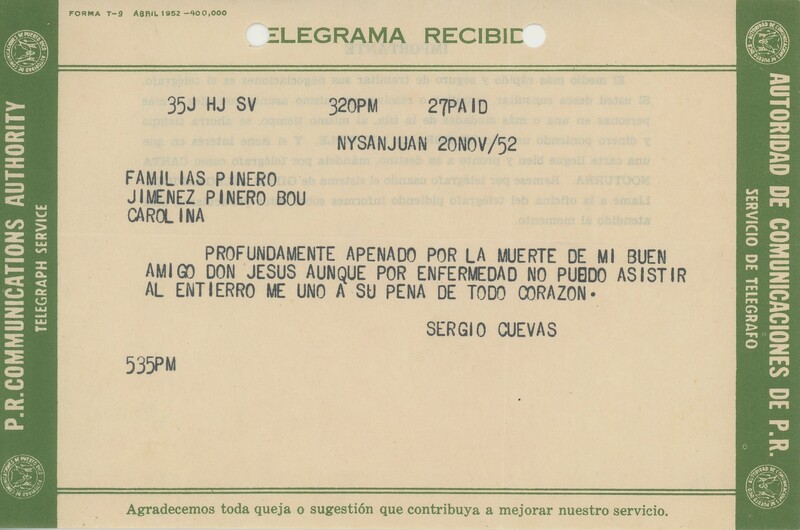 FORMA T-9 ABRIL 1952-400,000
TELEGRAMA RECIBIDO
35J HJ SV 320PM 27PAID
NYSANJUAN 20NOV/52
FAMILIAS PINERO
JIMENEZ PINERO BOU
CAROLINA
PROFUNDAMENTE APENADO POR LA MUERTE DE MI BUEN
AMIGO DON JESUS AUNQUE POR ENFERMEDAD NO PUEDO ASISTIR
AL ENTIERRO ME UNO A SU PENA DE TODO CORAZON.
SERGIO CUEVAS
535PM
Agradecemos toda queja o sugestión que contribuya a mejorar nuestro servicio.
P.R. COMMUNICATIONS AUTHORITY
TELEGRAPH SERVICE
AUTORIDAD DE COMUNICACIONES DE P.R.
SERVICIO DE TELEGRAFO